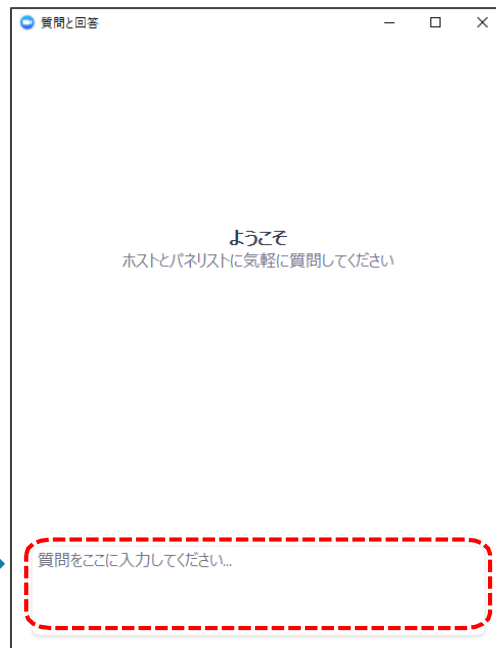 質問と回答
ようこそ
ホストとパネリストに気軽に質問してください
質問をここに入力してください...